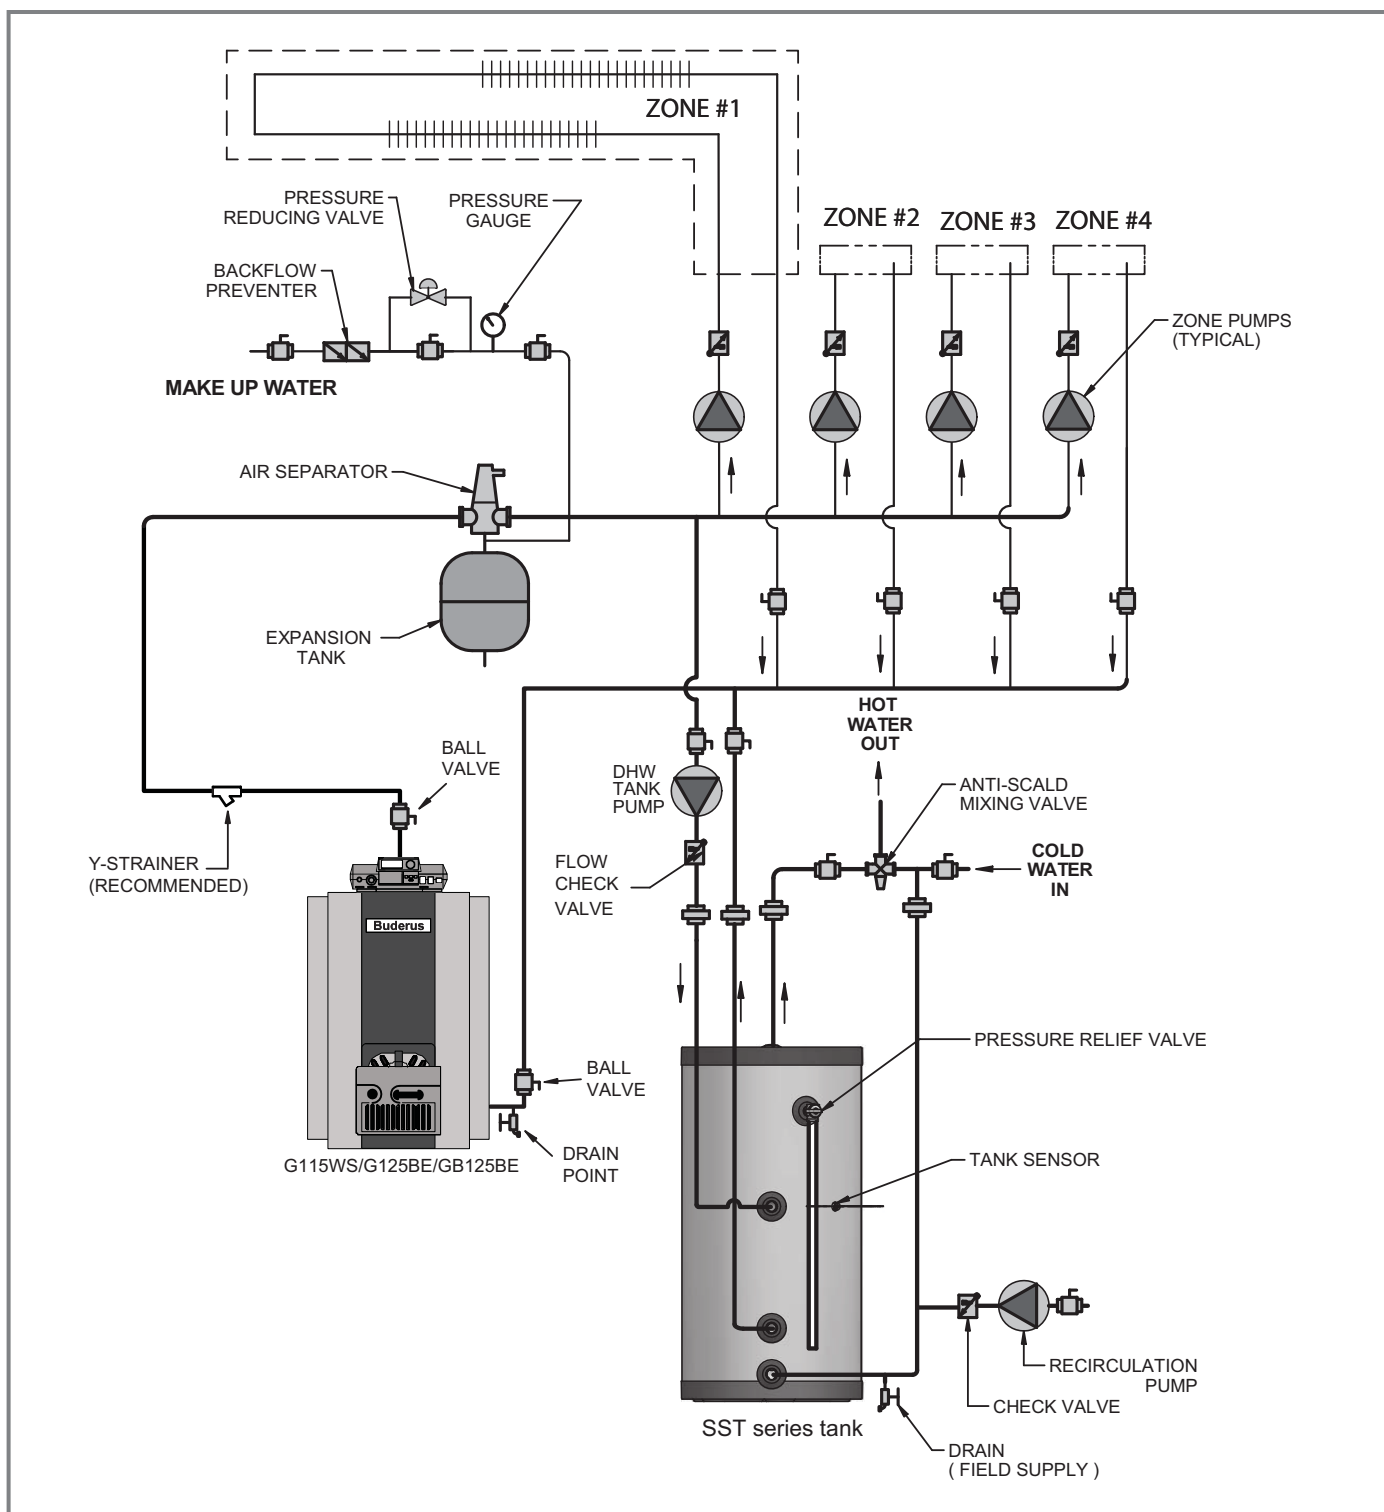 ZONE #1
PRESSURE
REDUCING VALVE
PRESSURE
GAUGE
ZONE #2
ZONE #3
ZONE #4
BACKFLOW
PREVENTER
ZONE PUMPS
(TYPICAL)
MAKE UP WATER
AIR SEPARATOR
EXPANSION
TANK
HOT
WATER
OUT
BALL
VALVE
DHW
TANK
PUMP
ANTI-SCALD
MIXING VALVE
Y-STRAINER
(RECOMMENDED)
FLOW
CHECK
VALVE
COLD
WATER
IN
Buderus
PRESSURE RELIEF VALVE
BALL
VALVE
DRAIN
POINT
G115WS/G125BE/GB125BE
TANK SENSOR
RECIRCULATION
PUMP
CHECK VALVE
SST series tank
DRAIN
( FIELD SUPPLY )